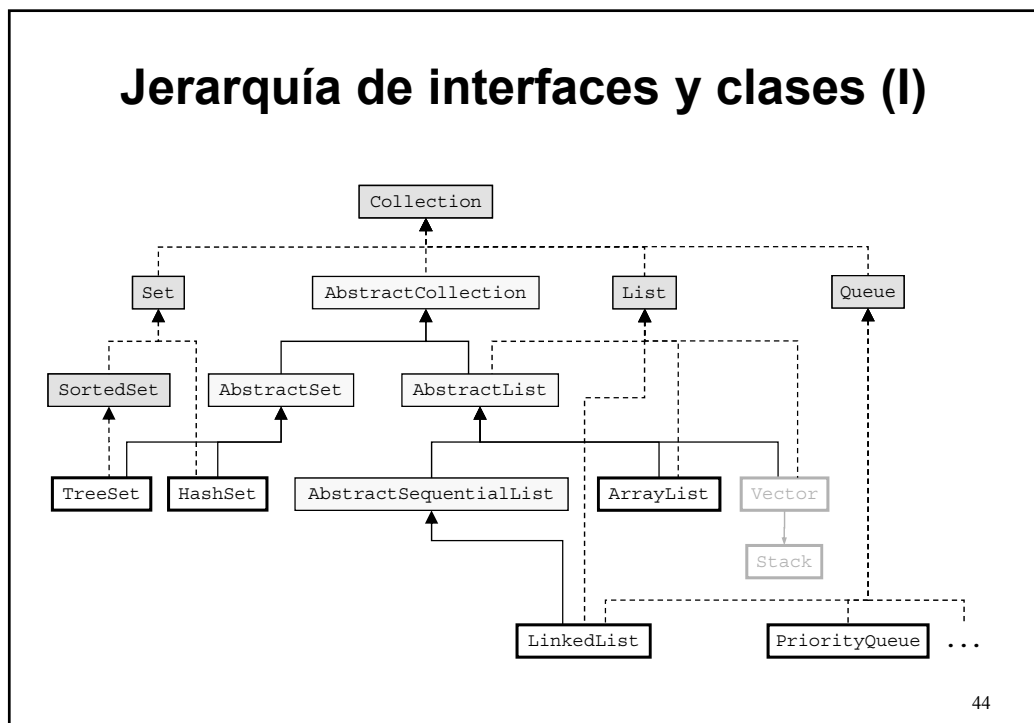 Jerarquía de interfaces y clases (I)
Collection
Set AbstractCollection List Queue
SortedSet AbstractSet AbstractList
TreeSet HashSet AbstractSequentialList ArrayList Vector
Stack
LinkedList PriorityQueue ...
44